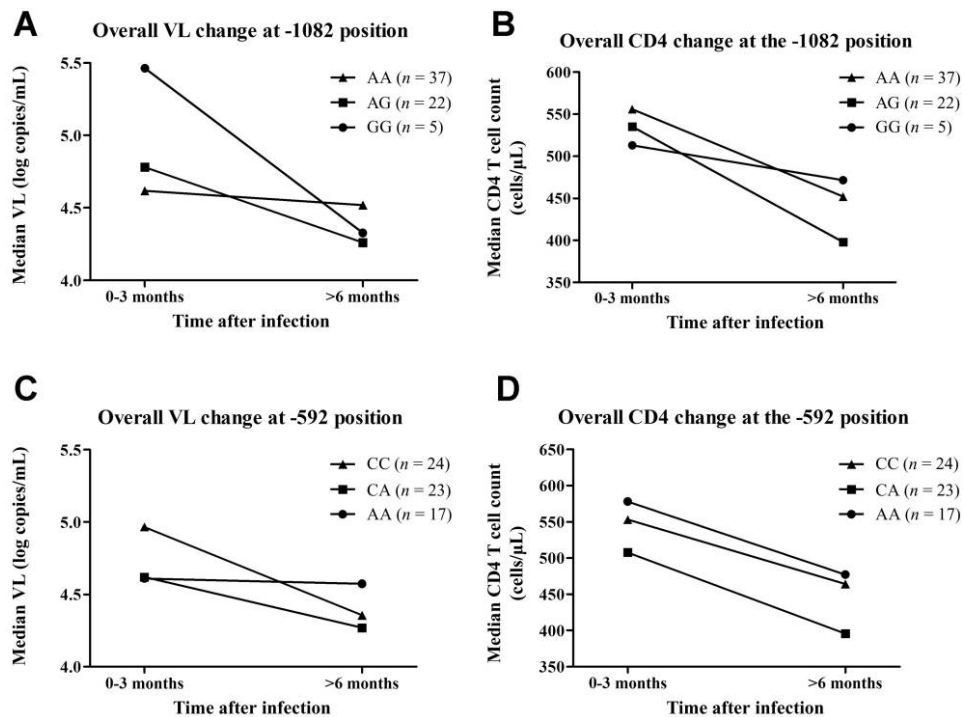 A
Overall VL change at -1082 position
Median VL (log copies/mL)
5.5
5.0
4.5
4.0
AA (n = 37)
AG (n = 22)
GG (n = 5)
0-3 months
>6 months
Time after infection
B
Overall CD4 change at the -1082 position
Median CD4 T cell count
(cells/µL)
600
550
500
450
400
350
AA (n = 37)
AG (n = 22)
GG (n = 5)
0-3 months
>6 months
Time after infection
C
Overall VL change at -592 position
Median VL (log copies/mL)
5.5
5.0
4.5
4.0
CC (n = 24)
CA (n = 23)
AA (n = 17)
0-3 months
>6 months
Time after infection
D
Overall CD4 change at the -592 position
Median CD4 T cell count
(cells/µL)
650
600
550
500
450
400
350
CC (n = 24)
CA (n = 23)
AA (n = 17)
0-3 months
>6 months
Time after infection